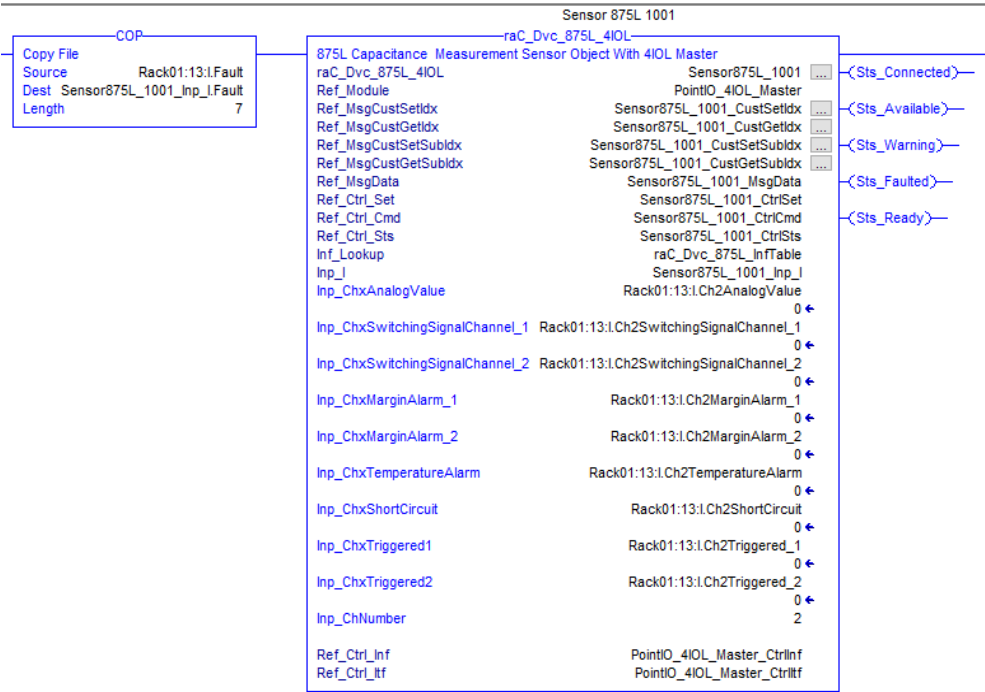 Sensor 875L 1001
COP
Copy File
Source Rack01:13:I.Fault
Dest Sensor875L_1001_Inp_I.Fault
Length 7
raC_Dvc_875L_4IOL
875L Capacitance Measurement Sensor Object With 4IOL Master
raC_Dvc_875L_4IOL Sensor875L_1001 ...
Ref_Module PointIO_4IOL_Master
Ref_MsgCustSetIdx Sensor875L_1001_CustSetIdx ...
Ref_MsgCustGetIdx Sensor875L_1001_CustGetIdx ...
Ref_MsgCustSetSubIdx Sensor875L_1001_CustSetSubIdx ...
Ref_MsgCustGetSubIdx Sensor875L_1001_CustGetSubIdx ...
Ref_MsgData Sensor875L_1001_MsgData
Ref_Ctrl_Set Sensor875L_1001_CtrlSet
Ref_Ctrl_Cmd Sensor875L_1001_CtrlCmd
Ref_Ctrl_Sts Sensor875L_1001_CtrlSts
Inf_Lookup raC_Dvc_875L_InfTable
Inp_I Sensor875L_1001_Inp_I
Inp_ChxAnalogValue Rack01:13:I.Ch2AnalogValue
0
Inp_ChxSwitchingSignalChannel_1 Rack01:13:I.Ch2SwitchingSignalChannel_1
0
Inp_ChxSwitchingSignalChannel_2 Rack01:13:I.Ch2SwitchingSignalChannel_2
0
Inp_ChxMarginAlarm_1 Rack01:13:I.Ch2MarginAlarm_1
0
Inp_ChxMarginAlarm_2 Rack01:13:I.Ch2MarginAlarm_2
0
Inp_ChxTemperatureAlarm Rack01:13:I.Ch2TemperatureAlarm
0
Inp_ChxShortCircuit Rack01:13:I.Ch2ShortCircuit
0
Inp_ChxTriggered1 Rack01:13:I.Ch2Triggered_1
0
Inp_ChxTriggered2 Rack01:13:I.Ch2Triggered_2
0
Inp_ChNumber 2
Ref_Ctrl_Inf PointIO_4IOL_Master_CtrlInf
Ref_Ctrl_Itf PointIO_4IOL_Master_CtrlItf
Sts_Connected
Sts_Available
Sts_Warning
Sts_Faulted
Sts_Ready